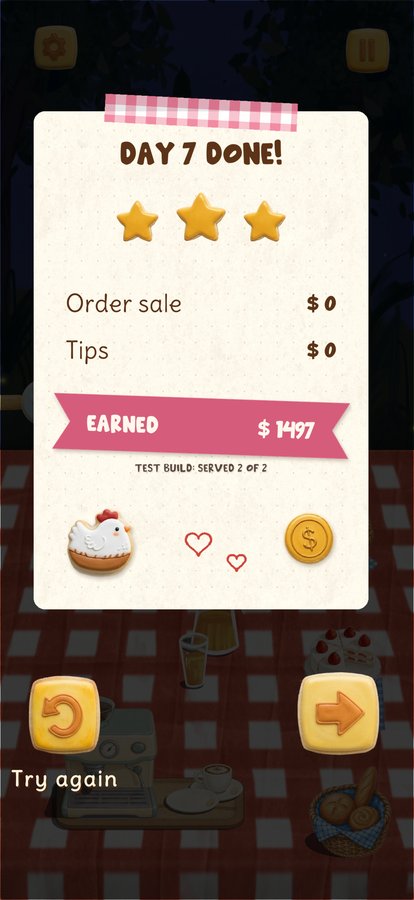 DAY 7 DONE!
Order sale $ 0
Tips $ 0
EARNED $ 1497
TEST BUILD: SERVED 2 OF 2
$
Try again